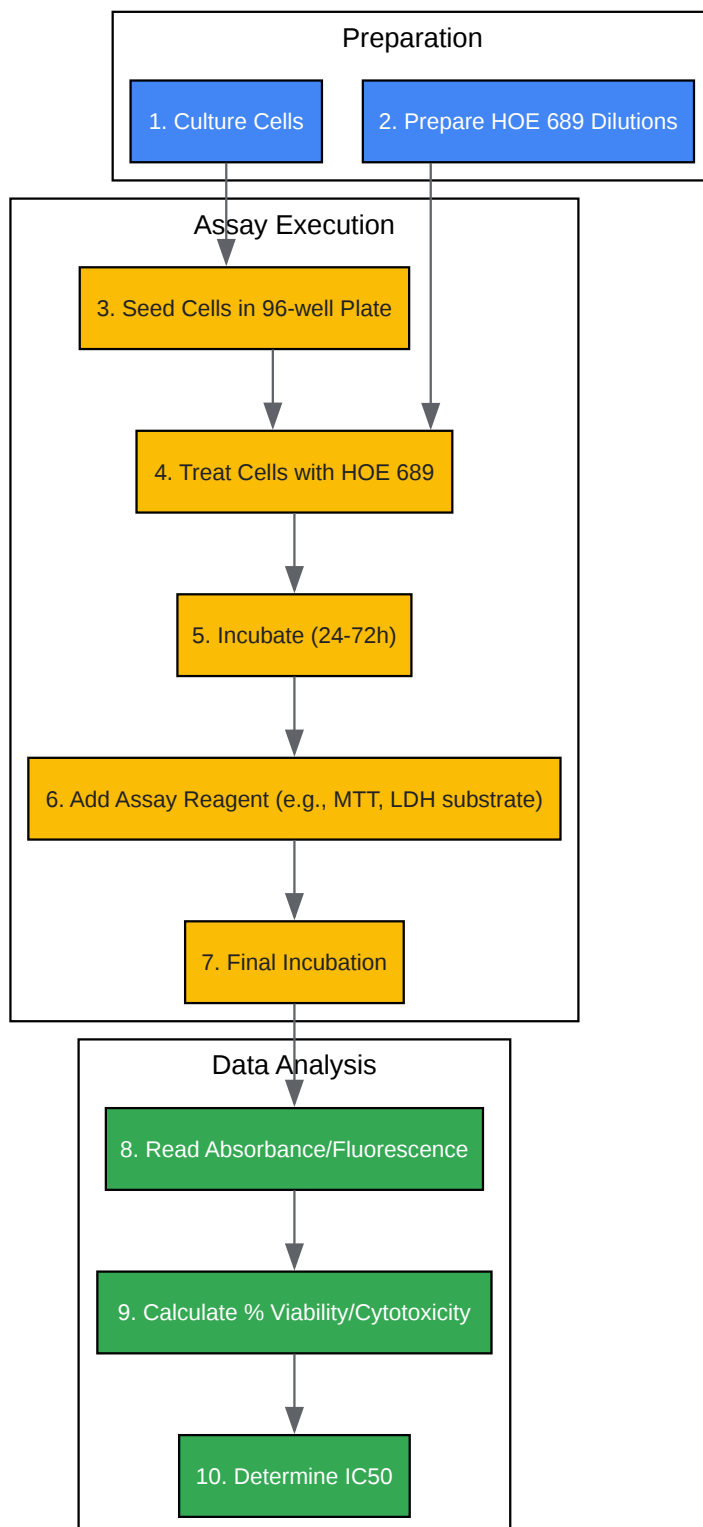 Preparation
1. Culture Cells
2. Prepare HOE 689 Dilutions
Assay Execution
3. Seed Cells in 96-well Plate
4. Treat Cells with HOE 689
5. Incubate (24-72h)
6. Add Assay Reagent (e.g., MTT, LDH substrate)
7. Final Incubation
Data Analysis
8. Read Absorbance/Fluorescence
9. Calculate % Viability/Cytotoxicity
10. Determine IC50